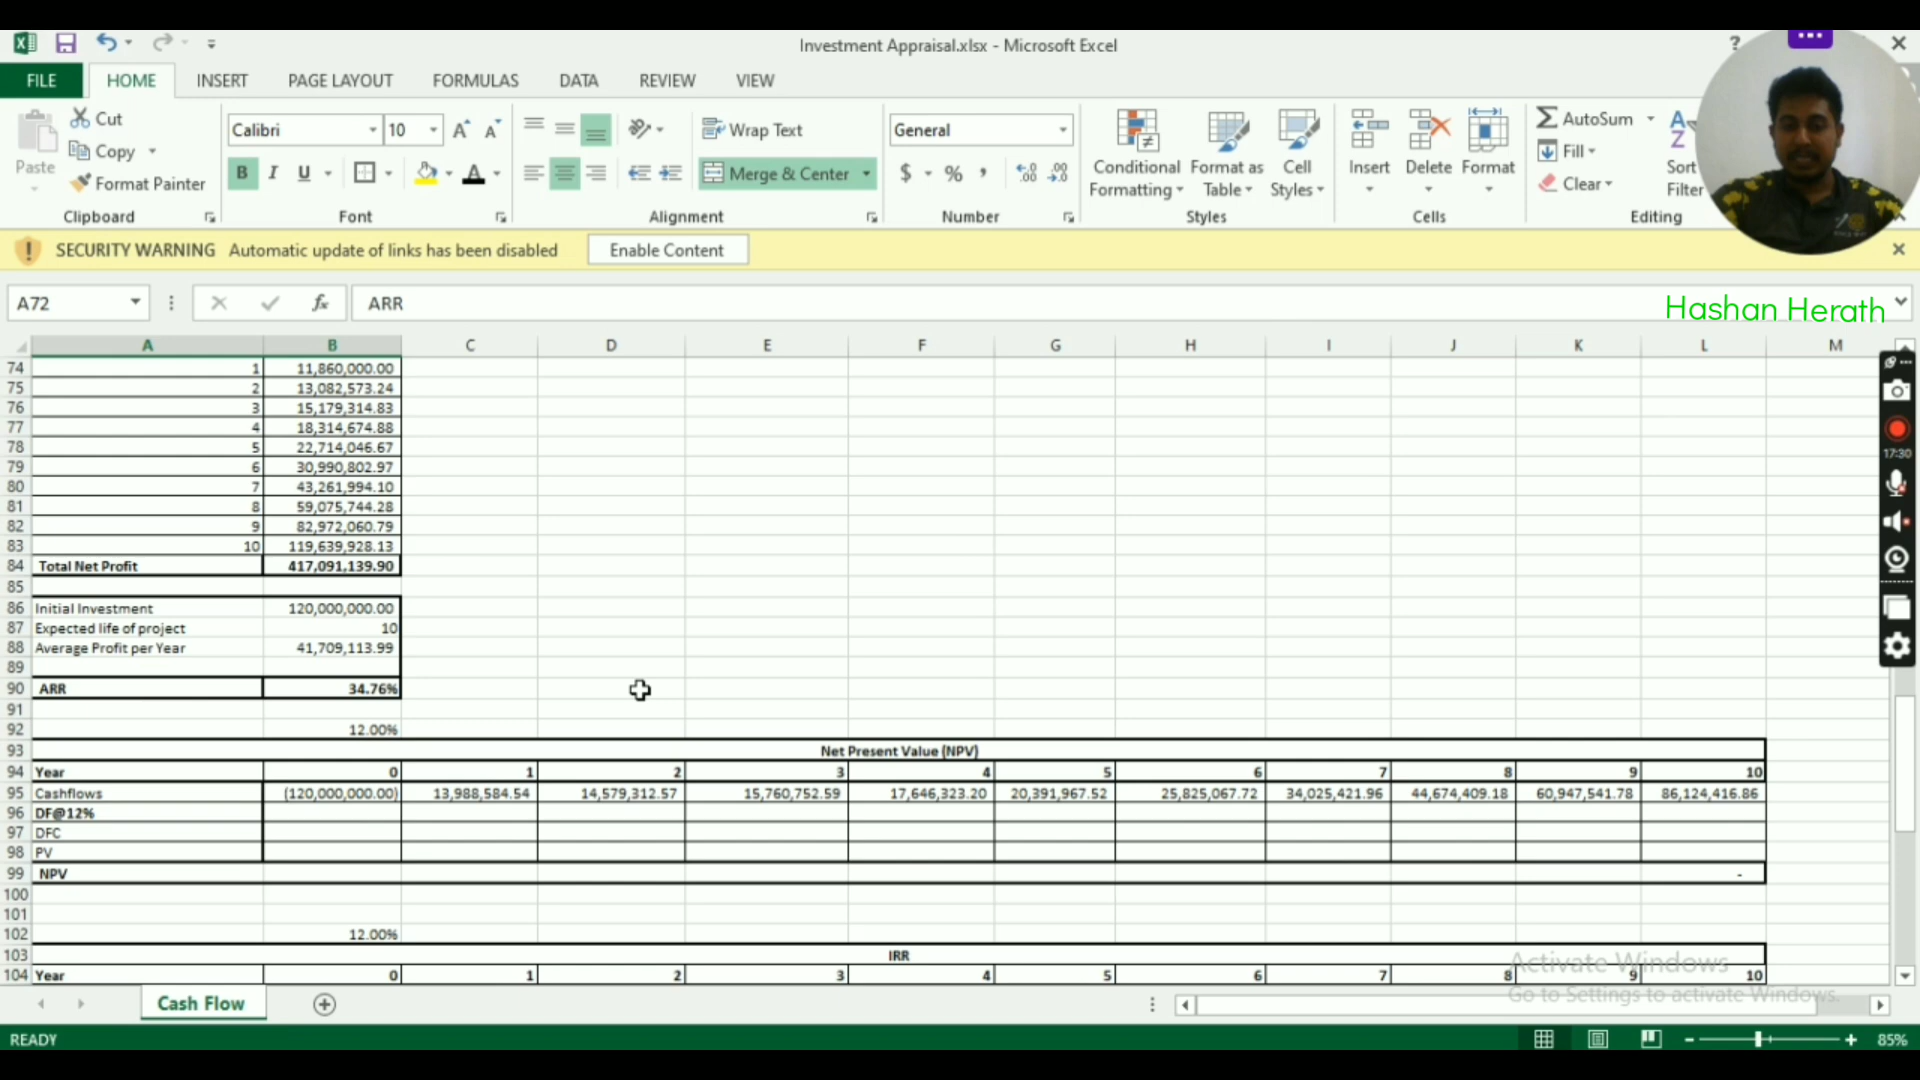 Investment Appraisal.xlsx - Microsoft Excel
?
FILE HOME INSERT PAGE LAYOUT FORMULAS DATA REVIEW VIEW
Paste
Cut
Copy
Format Painter
Clipboard
Calibri 10
B I U
Font
Wrap Text
Merge & Center
Alignment
General
$ % ,
Number
Conditional Formatting
Format as Table
Cell Styles
Styles
Insert
Delete
Format
Cells
AutoSum
Fill
Clear
Sort
Filter
Editing
SECURITY WARNING Automatic update of links has been disabled Enable Content
A72 fx ARR
Hashan Herath
A B C D E F G H I J K L M
74 1 11,860,000.00
75 2 13,082,573.24
76 3 15,179,314.83
77 4 18,314,674.88
78 5 22,714,046.67
79 6 30,990,802.97
80 7 43,261,994.10
81 8 59,075,744.28
82 9 82,972,060.79
83 10 119,639,928.13
84 Total Net Profit 417,091,139.90
85
86 Initial Investment 120,000,000.00
87 Expected life of project 10
88 Average Profit per Year 41,709,113.99
89
90 ARR 34.76%
91
92 12.00%
93 Net Present Value (NPV)
94 Year 0 1 2 3 4 5 6 7 8 9 10
95 Cashflows (120,000,000.00) 13,988,584.54 14,579,312.57 15,760,752.59 17,646,323.20 20,391,967.52 25,825,067.72 34,025,421.96 44,674,409.18 60,947,541.78 86,124,416.86
96 DF@12%
97 DFC
98 PV
99 NPV -
100
101
102 12.00%
103 IRR
104 Year 0 1 2 3 4 5 6 7 8 9 10
17:30
Activate Windows
Go to Settings to activate Windows.
Cash Flow
READY
85%